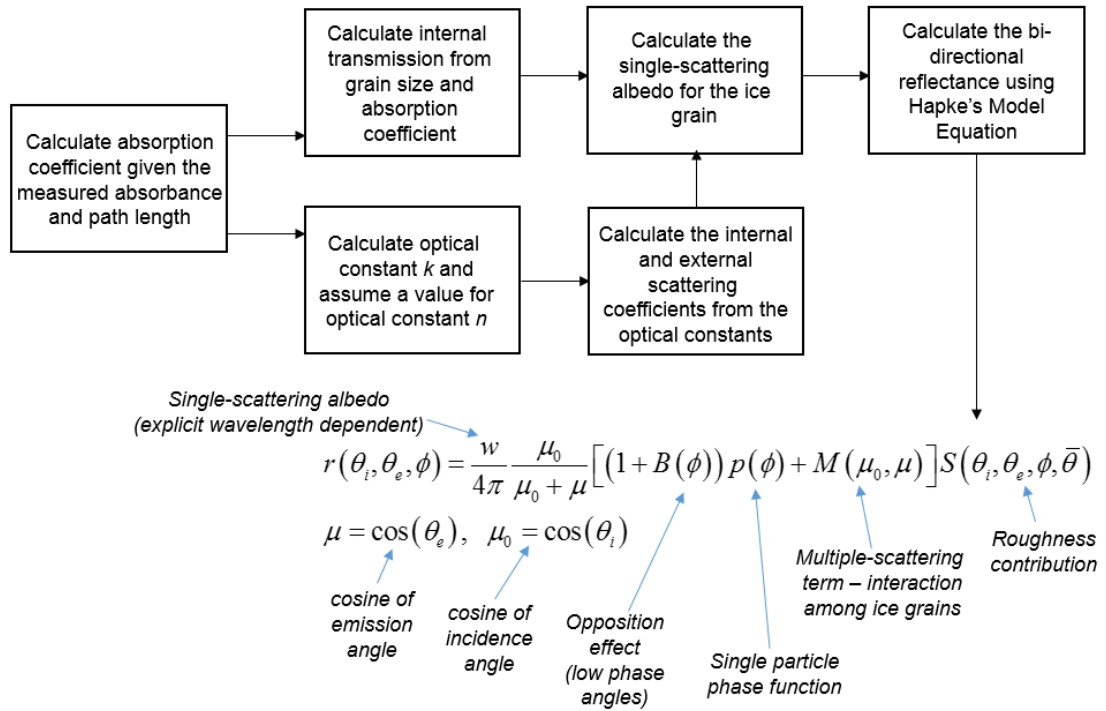 Calculate absorption
coefficient given the
measured absorbance
and path length
Calculate internal
transmission from
grain size and
absorption
coefficient
Calculate the
single-scattering
albedo for the ice
grain
Calculate the bi-
directional
reflectance using
Hapke's Model
Equation
Calculate optical
constant k and
assume a value for
optical constant n
Calculate the internal
and external
scattering
coefficients from
the optical constants
Single-scattering albedo
(explicit wavelength dependent)
r(θᵢ, θₑ, ϕ) = w/4π μ₀/(μ₀ + μ) [(1 + B(ϕ)) p(ϕ) + M(μ₀, μ)] S(θᵢ, θₑ, ϕ, θ̄)
μ = cos(θₑ), μ₀ = cos(θᵢ)
cosine of
emission
angle
cosine of
incidence
angle
Opposition
effect
(low phase
angles)
Single particle
phase function
Multiple-scattering
term – interaction
among ice grains
Roughness
contribution